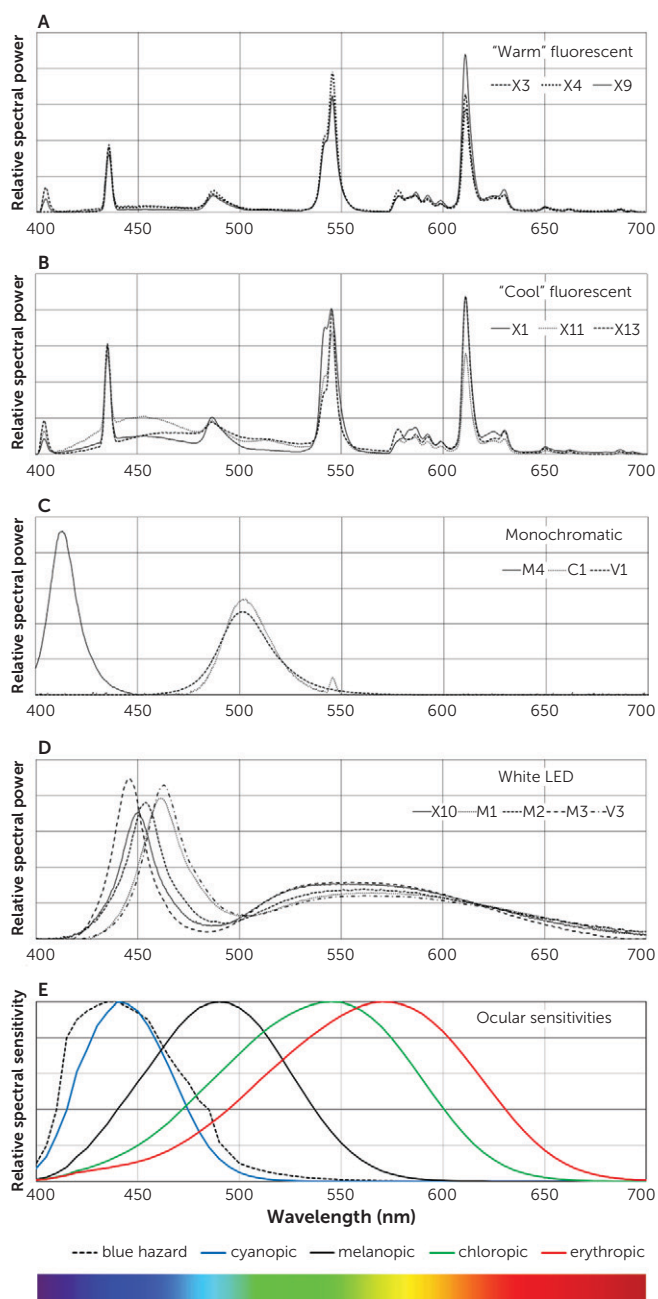 A
Relative spectral power
"Warm" fluorescent
X3 X4 X9
400 450 500 550 600 650 700
B
Relative spectral power
"Cool" fluorescent
X1 X11 X13
400 450 500 550 600 650 700
C
Relative spectral power
Monochromatic
M4 C1 V1
400 450 500 550 600 650 700
D
Relative spectral power
White LED
X10 M1 M2 M3 V3
400 450 500 550 600 650 700
E
Relative spectral sensitivity
Ocular sensitivities
400 450 500 550 600 650 700
Wavelength (nm)
blue hazard cyanopic melanopic chloropic erythropic